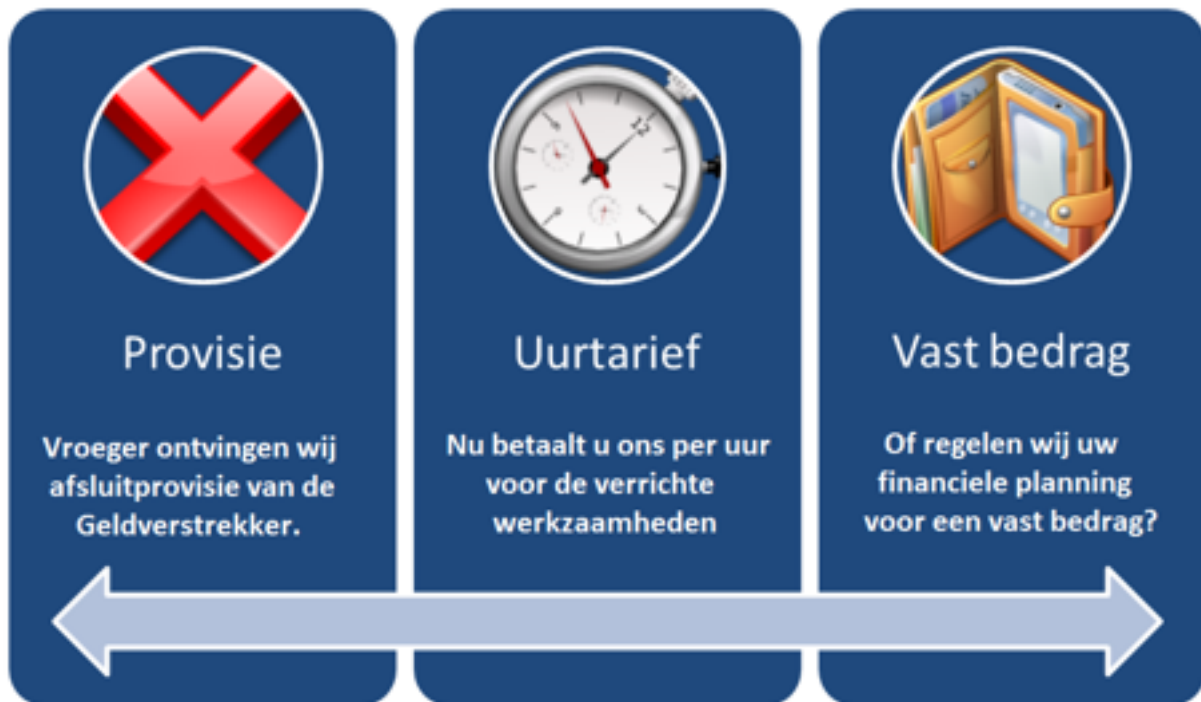 Provisie
Vroeger ontvingen wij
afsluitprovisie van de
Geldverstrekker.
12
Uurtarief
Nu betaalt u ons per uur
voor de verrichte
werkzaamheden
Vast bedrag
Of regelen wij uw
financiele planning
voor een vast bedrag?